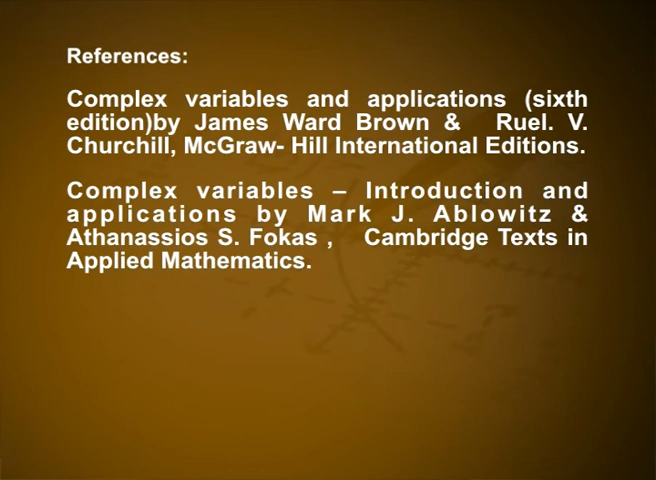 References:
Complex variables and applications (sixth
edition)by James Ward Brown & Ruel. V.
Churchill, McGraw- Hill International Editions.
Complex variables – Introduction and
applications by Mark J. Ablowitz &
Athanassios S. Fokas , Cambridge Texts in
Applied Mathematics.